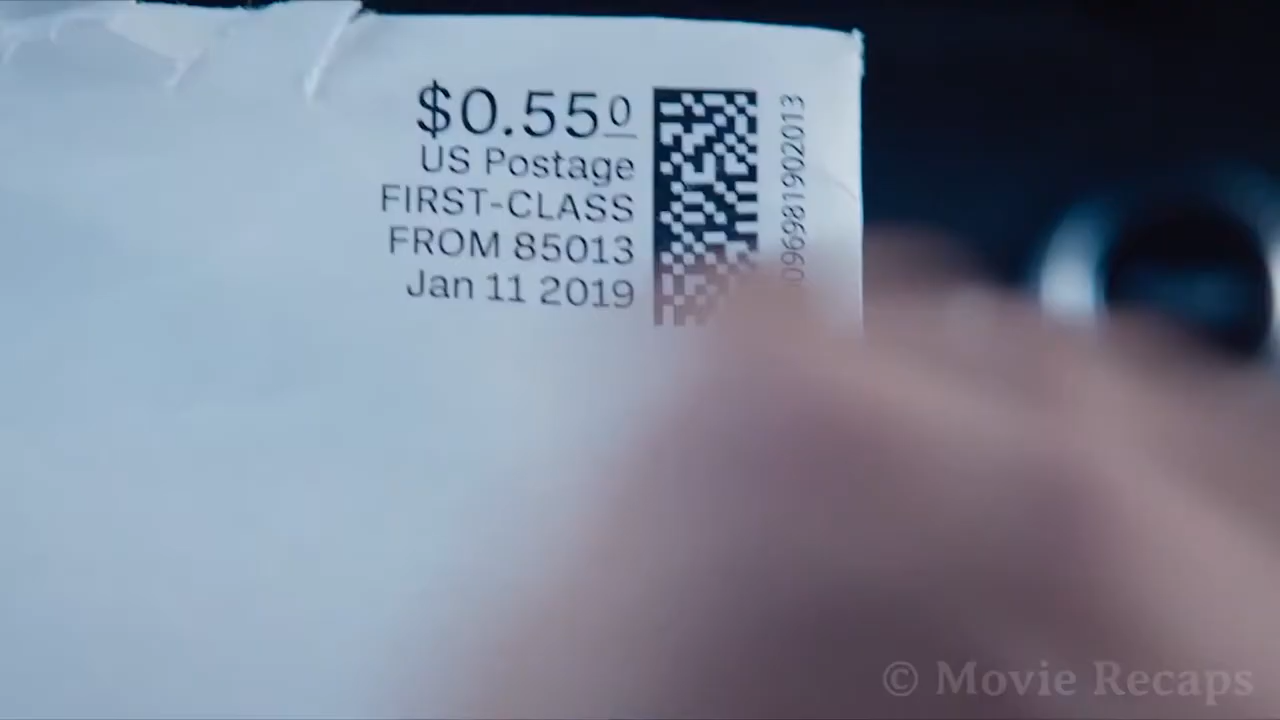 $0.550
US Postage
FIRST-CLASS
FROM 85013
Jan 11 2019
© Movie Recaps